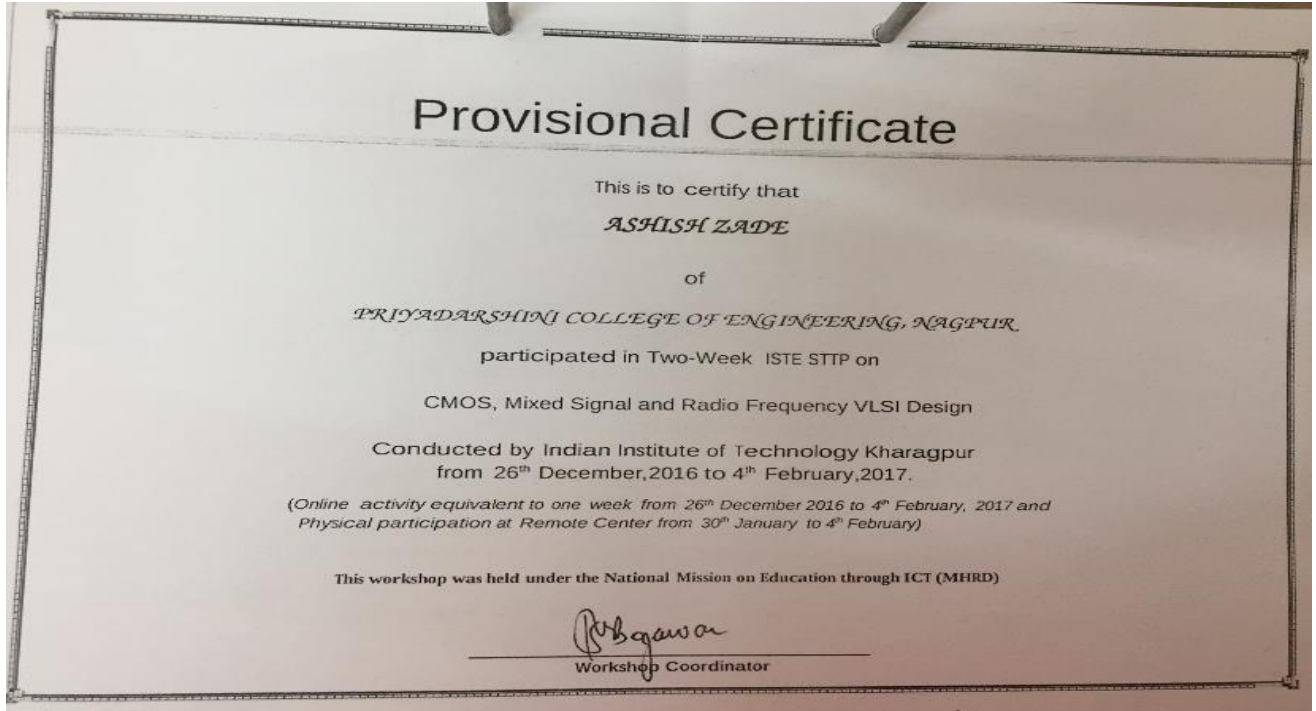 Provisional Certificate
This is to certify that
ASHISH ZADE
of
PRIYADARSHINI COLLEGE OF ENGINEERING, NAGPUR
participated in Two-Week ISTE STTP on
CMOS, Mixed Signal and Radio Frequency VLSI Design
Conducted by Indian Institute of Technology Kharagpur
from 26th December,2016 to 4th February,2017.
(Online activity equivalent to one week from 26th December 2016 to 4th February, 2017 and
Physical participation at Remote Center from 30th January to 4th February)
This workshop was held under the National Mission on Education through ICT (MHRD)
Workshop Coordinator